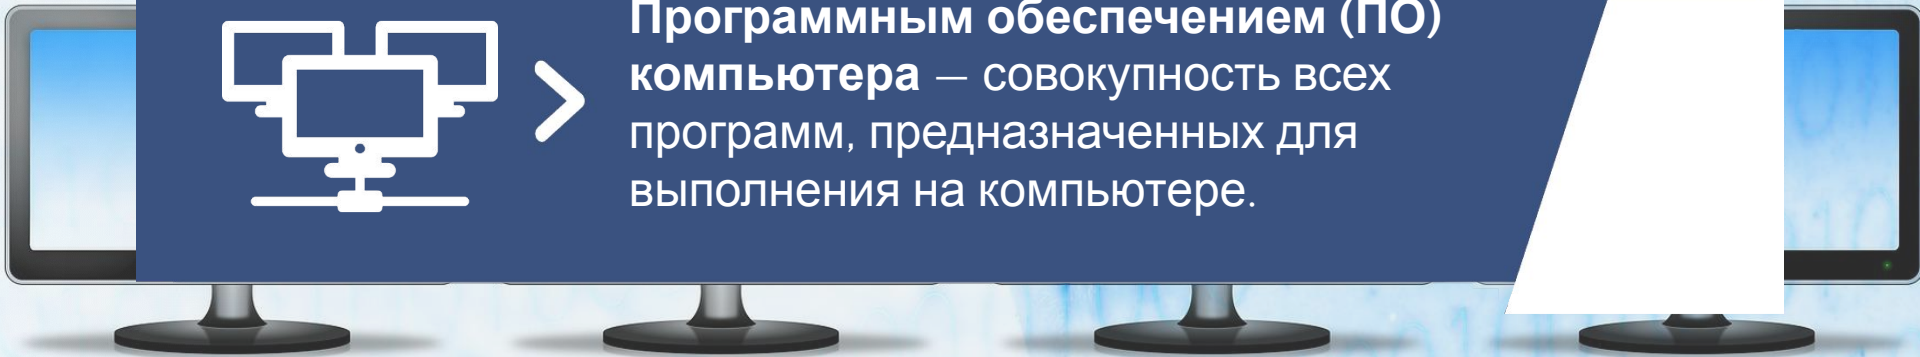 Программным обеспечением (ПО)
компьютера – совокупность всех
программ, предназначенных для
выполнения на компьютере.